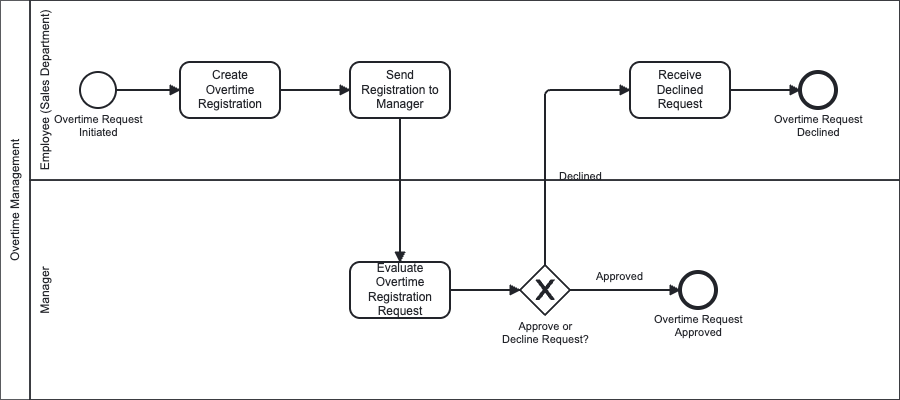 Overtime Management
Employee (Sales Department)
Overtime Request
Initiated
Create
Overtime
Registration
Send
Registration to
Manager
Receive
Declined
Request
Overtime Request
Declined
Declined
Manager
Evaluate
Overtime
Registration
Request
Approve or
Decline Request?
Approved
Overtime Request
Approved